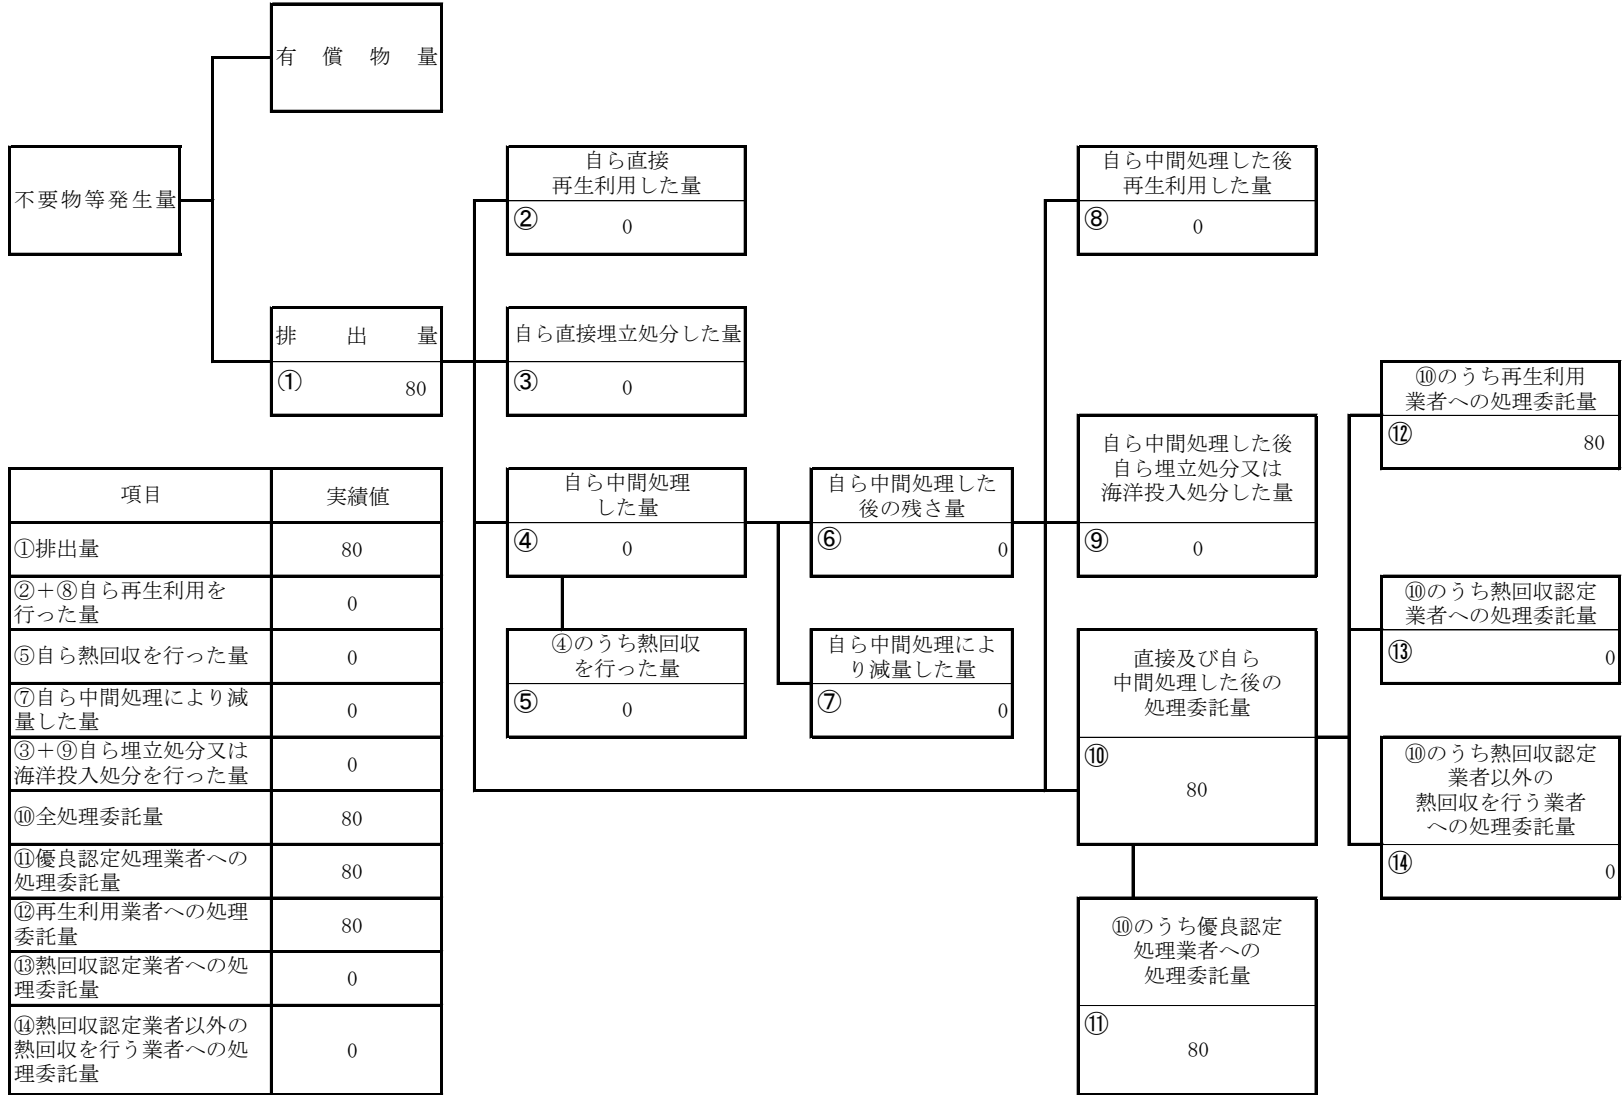 有償物量
不要物等発生量
排出量
① 80
自ら直接
再生利用した量
② 0
自ら直接埋立処分した量
③ 0
自ら中間処理
した量
④ 0
④のうち熱回収
を行った量
⑤ 0
自ら中間処理した
後の残さ量
⑥ 0
自ら中間処理によ
り減量した量
⑦ 0
自ら中間処理した後
再生利用した量
⑧ 0
自ら中間処理した後
自ら埋立処分又は
海洋投入処分した量
⑨ 0
直接及び自ら
中間処理した後の
処理委託量
⑩
80
⑩のうち優良認定
処理業者への
処理委託量
⑪
80
⑩のうち再生利用
業者への処理委託量
⑫ 80
⑩のうち熱回収認定
業者への処理委託量
⑬ 0
⑩のうち熱回収認定
業者以外の
熱回収を行う業者
への処理委託量
⑭ 0
項目 実績値
①排出量 80
②+⑧自ら再生利用を
行った量 0
⑤自ら熱回収を行った量 0
⑦自ら中間処理により減
量した量 0
③+⑨自ら埋立処分又は
海洋投入処分を行った量 0
⑩全処理委託量 80
⑪優良認定処理業者への
処理委託量 80
⑫再生利用業者への処理
委託量 80
⑬熱回収認定業者への処
理委託量 0
⑭熱回収認定業者以外の
熱回収を行う業者への処 0
理委託量